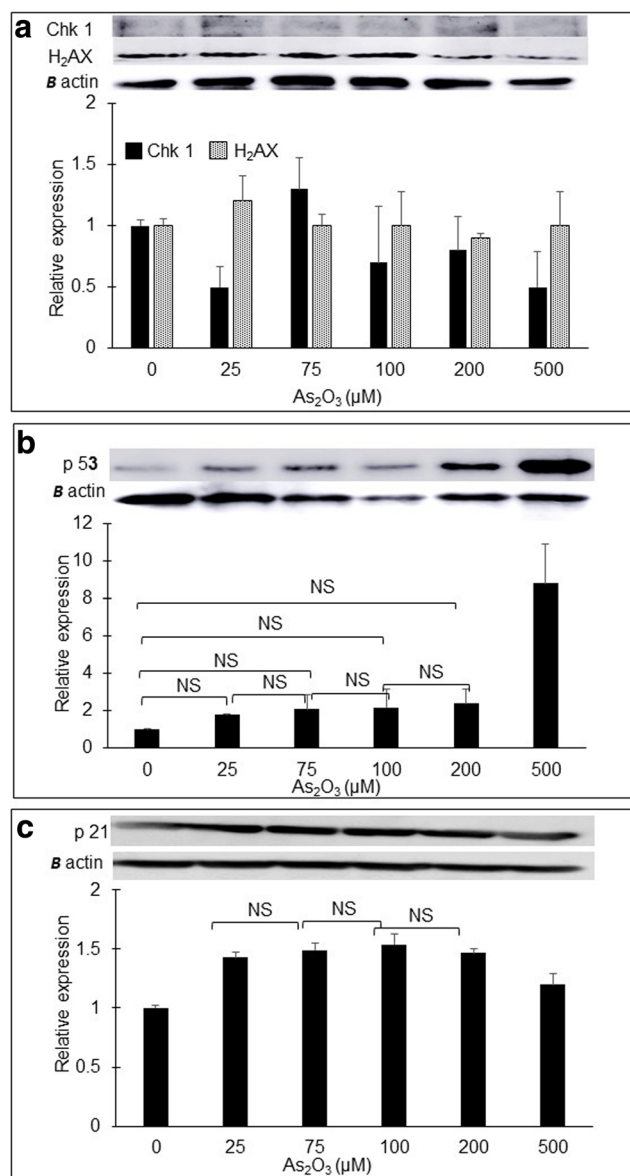 a
Chk 1
H₂AX
B actin
2
Chk 1 H₂AX
1.5
1
0.5
0
Relative expression
0 25 75 100 200 500
As₂O₃ (µM)
b
p 53
B actin
12
10
8
6
4
2
0
Relative expression
NS
NS
NS
NS NS NS NS
0 25 75 100 200 500
As₂O₃ (µM)
c
p 21
B actin
2
1.5
1
0.5
0
Relative expression
NS NS NS
0 25 75 100 200 500
As₂O₃ (µM)